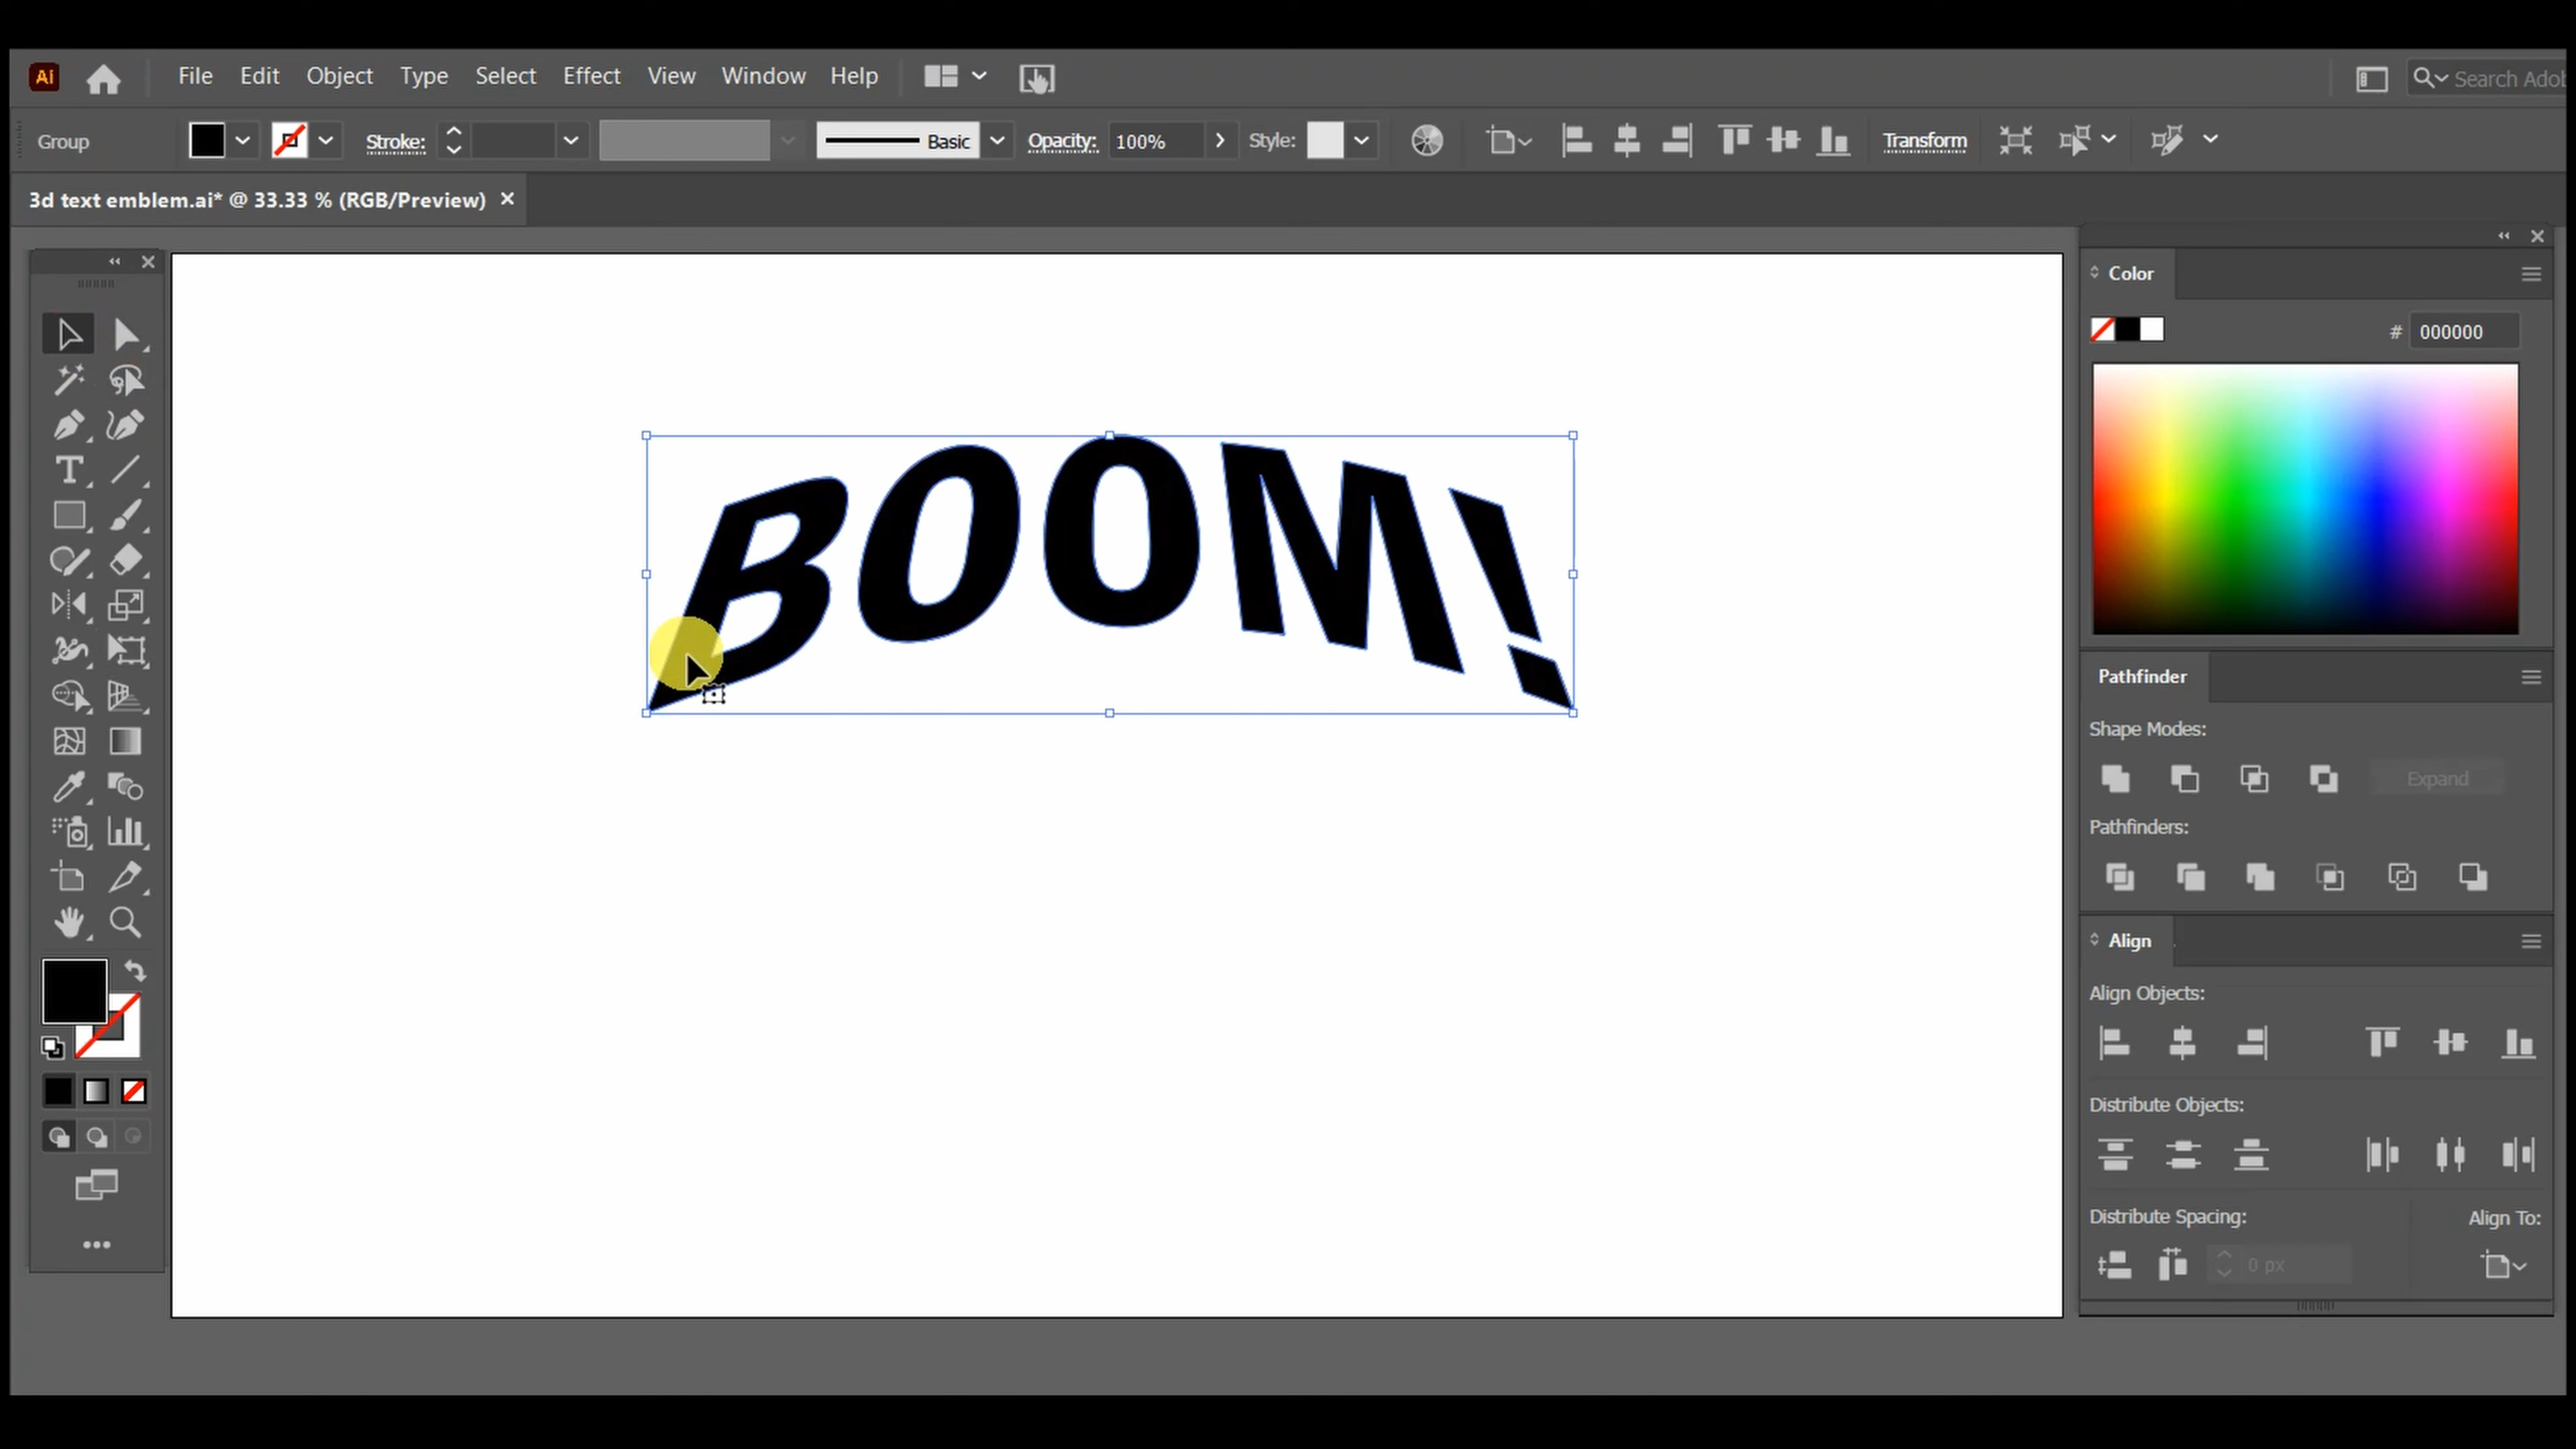 Ai File Edit Object Type Select Effect View Window Help Search Adob
Group Stroke: Basic Opacity: 100% Style: Transform
3d text emblem.ai* @ 33.33 % (RGB/Preview)
Color
# 000000
BOOM!
Pathfinder
Shape Modes:
Expand
Pathfinders:
Align
Align Objects:
Distribute Objects:
Distribute Spacing: Align To:
0 px